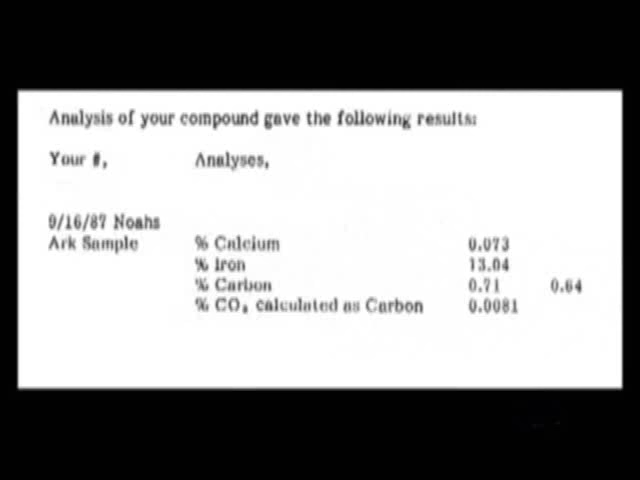 Analysis of your compound gave the following results:
Your #, Analyses,
9/16/87 Noahs
Ark Sample % Calcium 0.073
% Iron 13.04
% Carbon 0.71 0.64
% CO₂ calculated as Carbon 0.0081